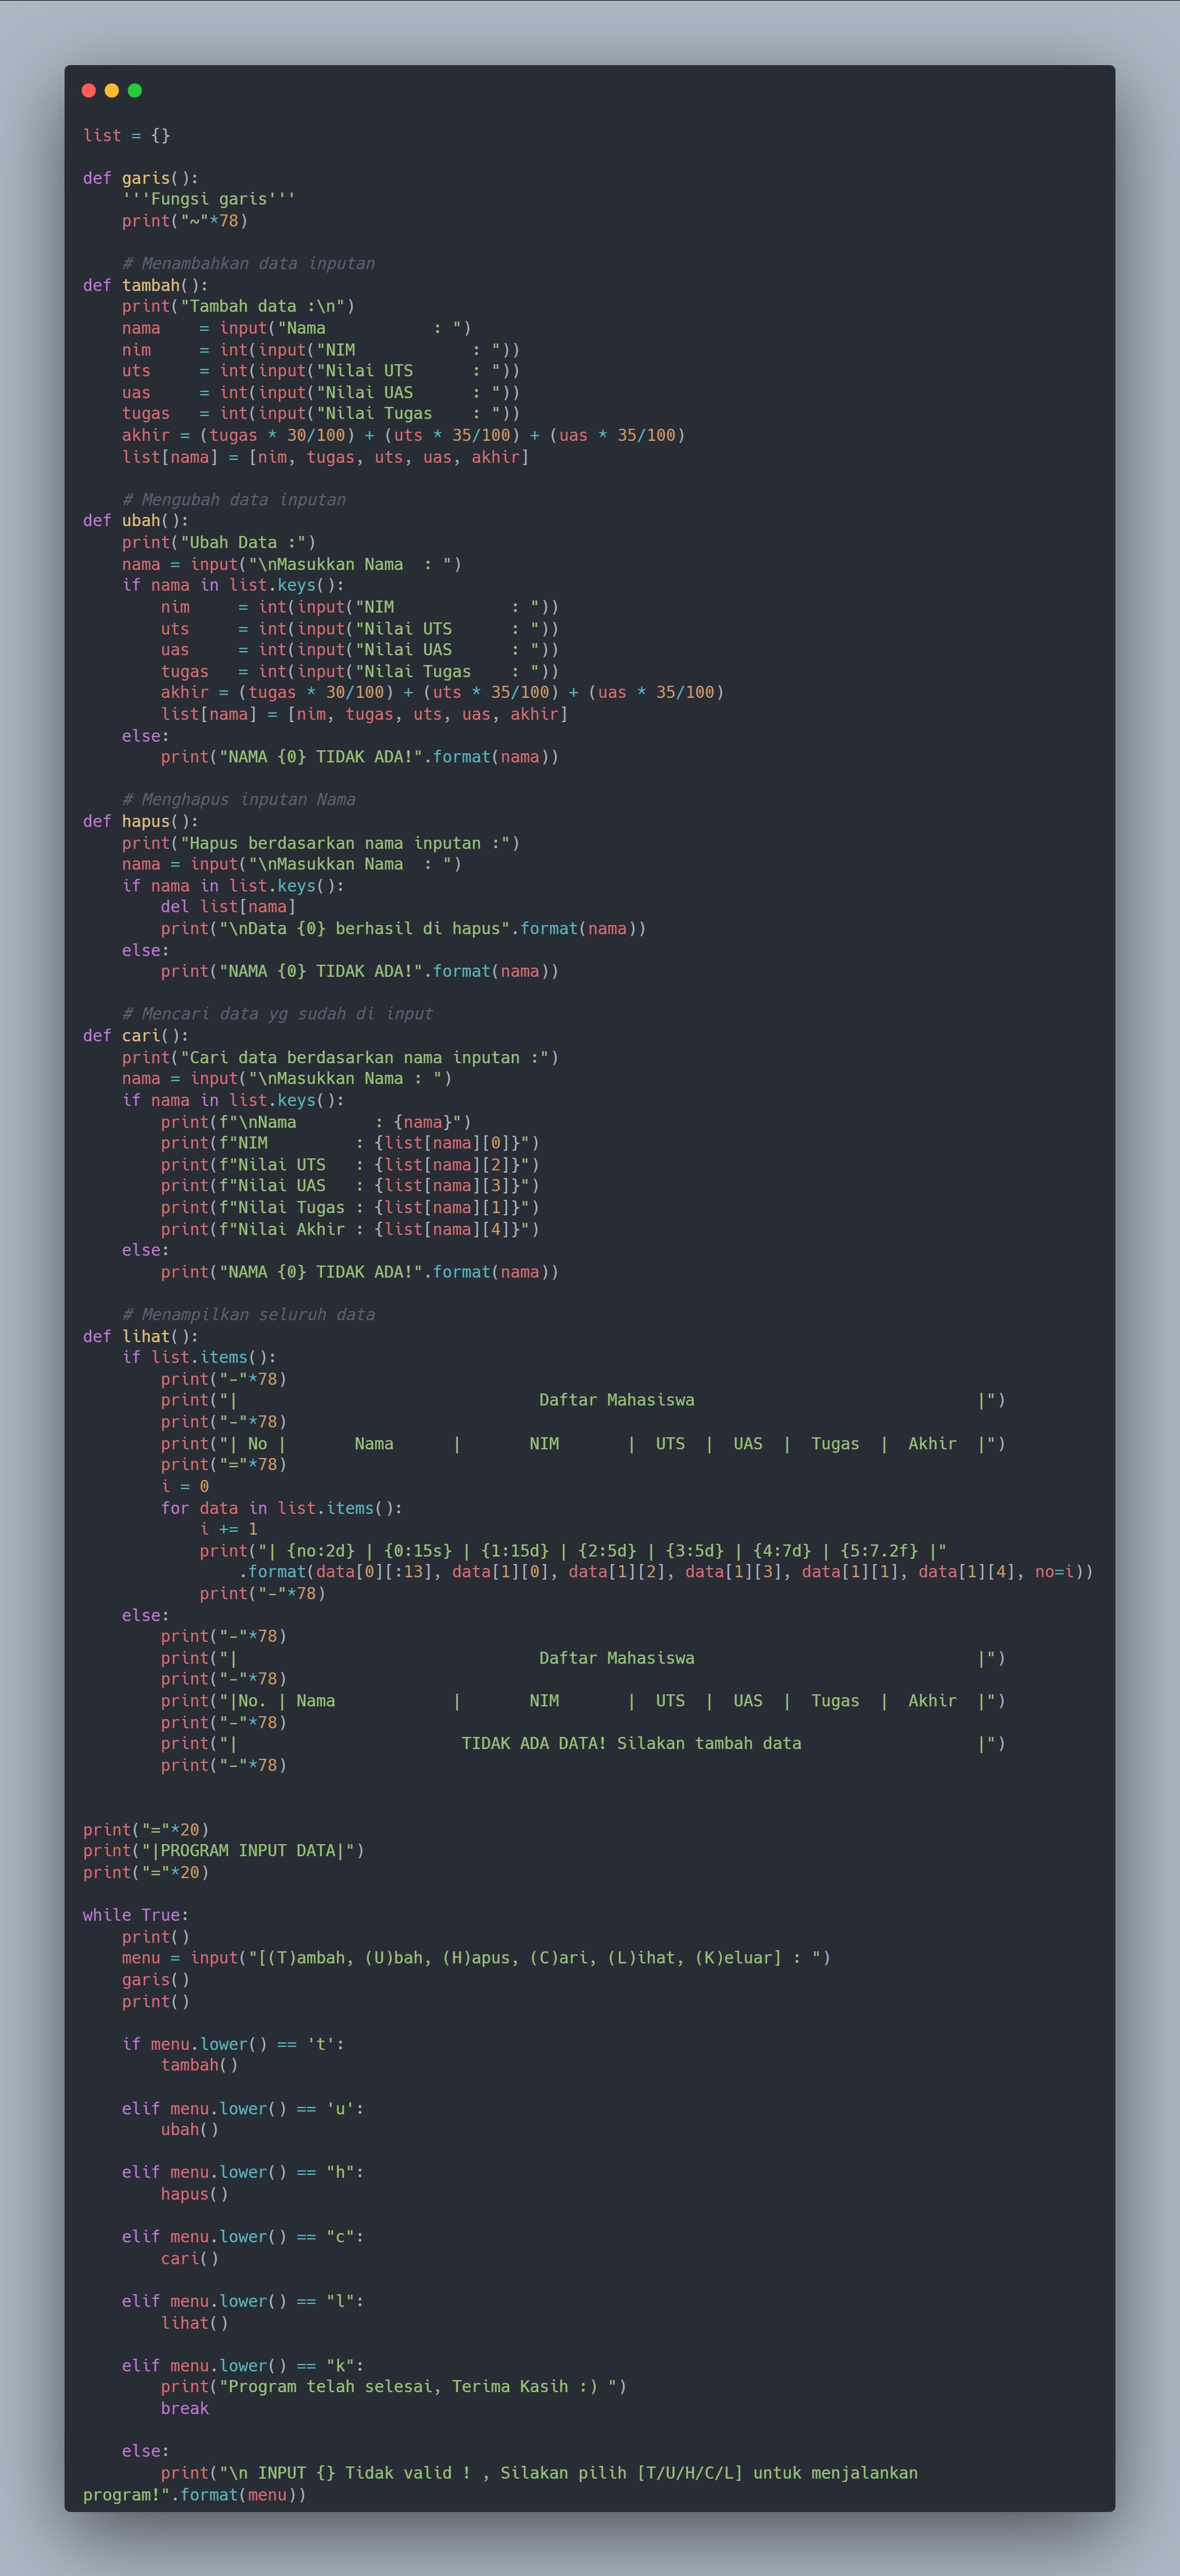 list = {}

def garis():
    '''Fungsi garis'''
    print("~"*78)

    # Menambahkan data inputan
def tambah():
    print("Tambah data :\n")
    nama    = input("Nama           : ")
    nim     = int(input("NIM            : "))
    uts     = int(input("Nilai UTS      : "))
    uas     = int(input("Nilai UAS      : "))
    tugas   = int(input("Nilai Tugas    : "))
    akhir = (tugas * 30/100) + (uts * 35/100) + (uas * 35/100)
    list[nama] = [nim, tugas, uts, uas, akhir]

    # Mengubah data inputan
def ubah():
    print("Ubah Data :")
    nama = input("\nMasukkan Nama  : ")
    if nama in list.keys():
        nim     = int(input("NIM            : "))
        uts     = int(input("Nilai UTS      : "))
        uas     = int(input("Nilai UAS      : "))
        tugas   = int(input("Nilai Tugas    : "))
        akhir = (tugas * 30/100) + (uts * 35/100) + (uas * 35/100)
        list[nama] = [nim, tugas, uts, uas, akhir]
    else:
        print("NAMA {0} TIDAK ADA!".format(nama))

    # Menghapus inputan Nama
def hapus():
    print("Hapus berdasarkan nama inputan :")
    nama = input("\nMasukkan Nama  : ")
    if nama in list.keys():
        del list[nama]
        print("\nData {0} berhasil di hapus".format(nama))
    else:
        print("NAMA {0} TIDAK ADA!".format(nama))

    # Mencari data yg sudah di input
def cari():
    print("Cari data berdasarkan nama inputan :")
    nama = input("\nMasukkan Nama : ")
    if nama in list.keys():
        print(f"\nNama        : {nama}")
        print(f"NIM         : {list[nama][0]}")
        print(f"Nilai UTS   : {list[nama][2]}")
        print(f"Nilai UAS   : {list[nama][3]}")
        print(f"Nilai Tugas : {list[nama][1]}")
        print(f"Nilai Akhir : {list[nama][4]}")
    else:
        print("NAMA {0} TIDAK ADA!".format(nama))

    # Menampilkan seluruh data
def lihat():
    if list.items():
        print("-"*78)
        print("|                               Daftar Mahasiswa                             |")
        print("-"*78)
        print("| No |       Nama      |       NIM       |  UTS  |  UAS  |  Tugas  |  Akhir  |")
        print("="*78)
        i = 0
        for data in list.items():
            i += 1
            print("| {no:2d} | {0:15s} | {1:15d} | {2:5d} | {3:5d} | {4:7d} | {5:7.2f} |"
                .format(data[0][:13], data[1][0], data[1][2], data[1][3], data[1][1], data[1][4], no=i))
            print("-"*78)
    else:
        print("-"*78)
        print("|                               Daftar Mahasiswa                             |")
        print("-"*78)
        print("|No. | Nama            |       NIM       |  UTS  |  UAS  |  Tugas  |  Akhir  |")
        print("-"*78)
        print("|                       TIDAK ADA DATA! Silakan tambah data                  |")
        print("-"*78)


print("="*20)
print("|PROGRAM INPUT DATA|")
print("="*20)

while True:
    print()
    menu = input("[(T)ambah, (U)bah, (H)apus, (C)ari, (L)ihat, (K)eluar] : ")
    garis()
    print()

    if menu.lower() == 't':
        tambah()

    elif menu.lower() == 'u':
        ubah()

    elif menu.lower() == "h":
        hapus()

    elif menu.lower() == "c":
        cari()

    elif menu.lower() == "l":
        lihat()

    elif menu.lower() == "k":
        print("Program telah selesai, Terima Kasih :) ")
        break

    else:
        print("\n INPUT {} Tidak valid ! , Silakan pilih [T/U/H/C/L] untuk menjalankan
program!".format(menu))